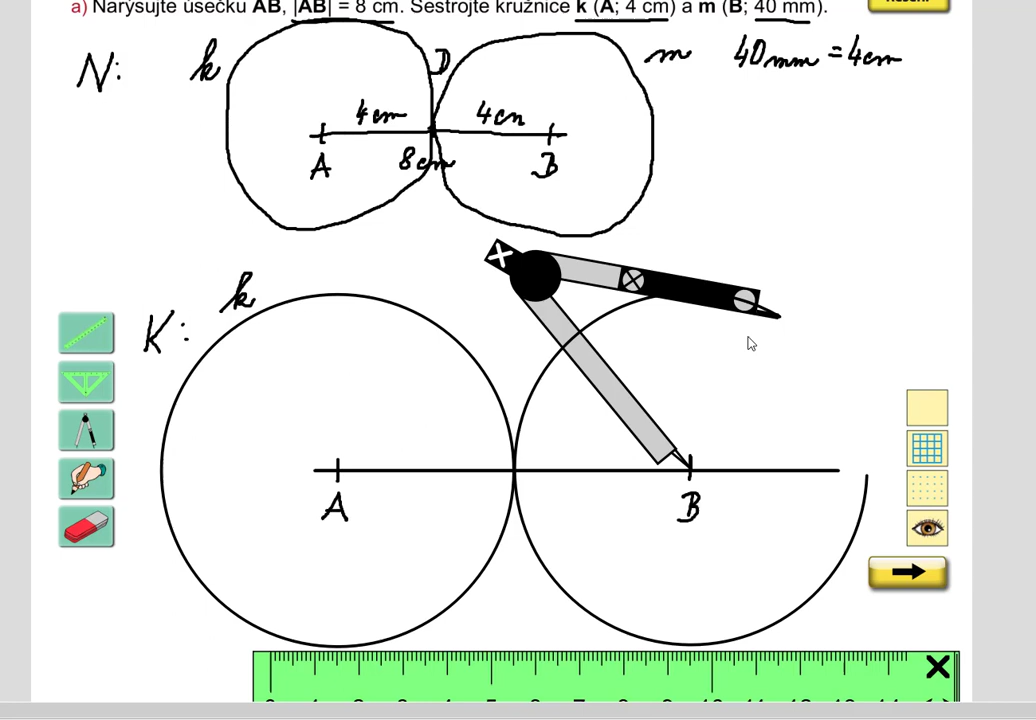 a) Narýsujte úsečku AB, |AB| = 8 cm. Sestrojte kružnice k (A; 4 cm) a m (B; 40 mm).
N: k D m 40mm = 4cm
4cm 4cm
A 8cm B
k
K:
A B